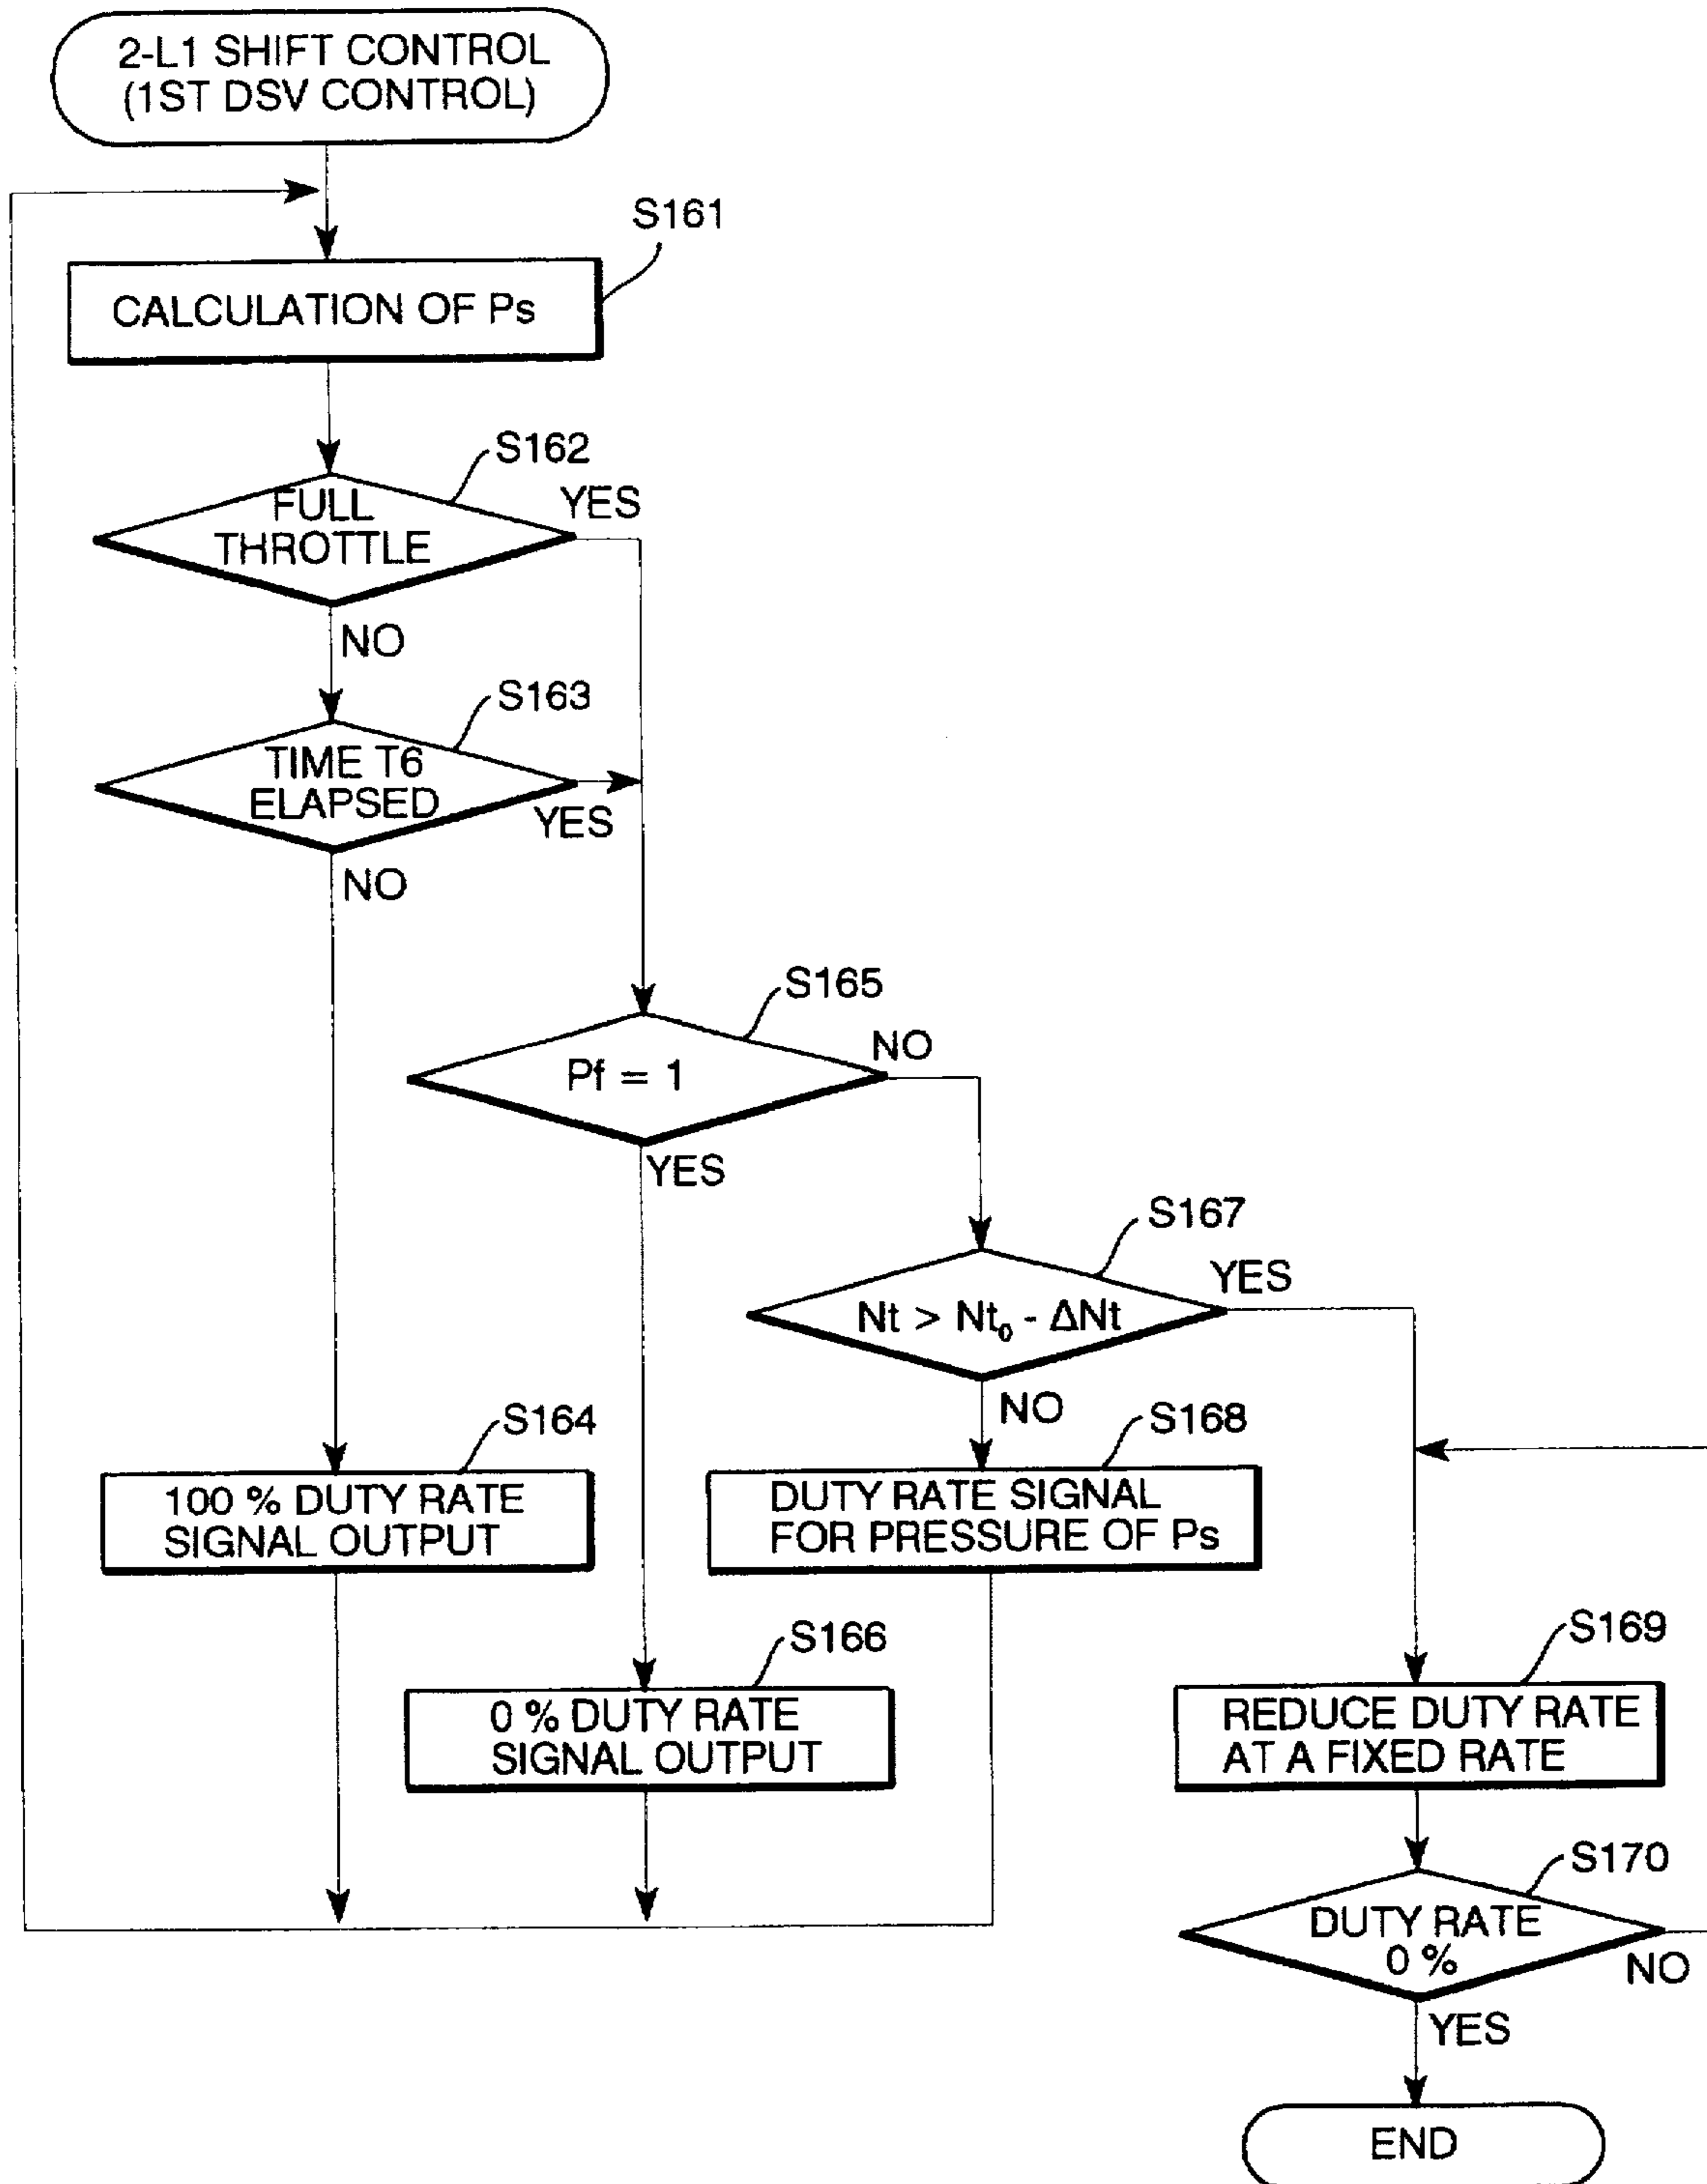 2-L1 SHIFT CONTROL
(1ST DSV CONTROL)
S161
CALCULATION OF Ps
S162
FULL
THROTTLE
YES
NO
S163
TIME T6
ELAPSED
YES
NO
S165
Pf = 1
NO
YES
S167
Nt > Nt₀ - ΔNt
YES
NO
S164
100 % DUTY RATE
SIGNAL OUTPUT
S168
DUTY RATE SIGNAL
FOR PRESSURE OF Ps
S166
0 % DUTY RATE
SIGNAL OUTPUT
S169
REDUCE DUTY RATE
AT A FIXED RATE
S170
DUTY RATE
0 %
NO
YES
END